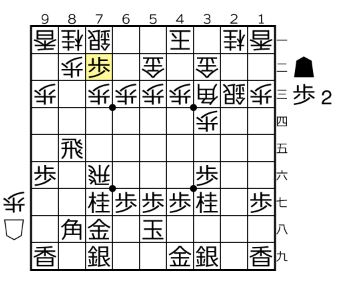 9 8 7 6 5 4 3 2 1
香 桂 銀 王 桂 香 一
歩 歩 金 金 二
歩 歩 歩 歩 歩 角 銀 歩 三
歩 四
飛 五
歩 飛 歩 六
桂 歩 歩 歩 桂 歩 七
角 金 玉 八
香 銀 金 銀 香 九
歩 2
歩